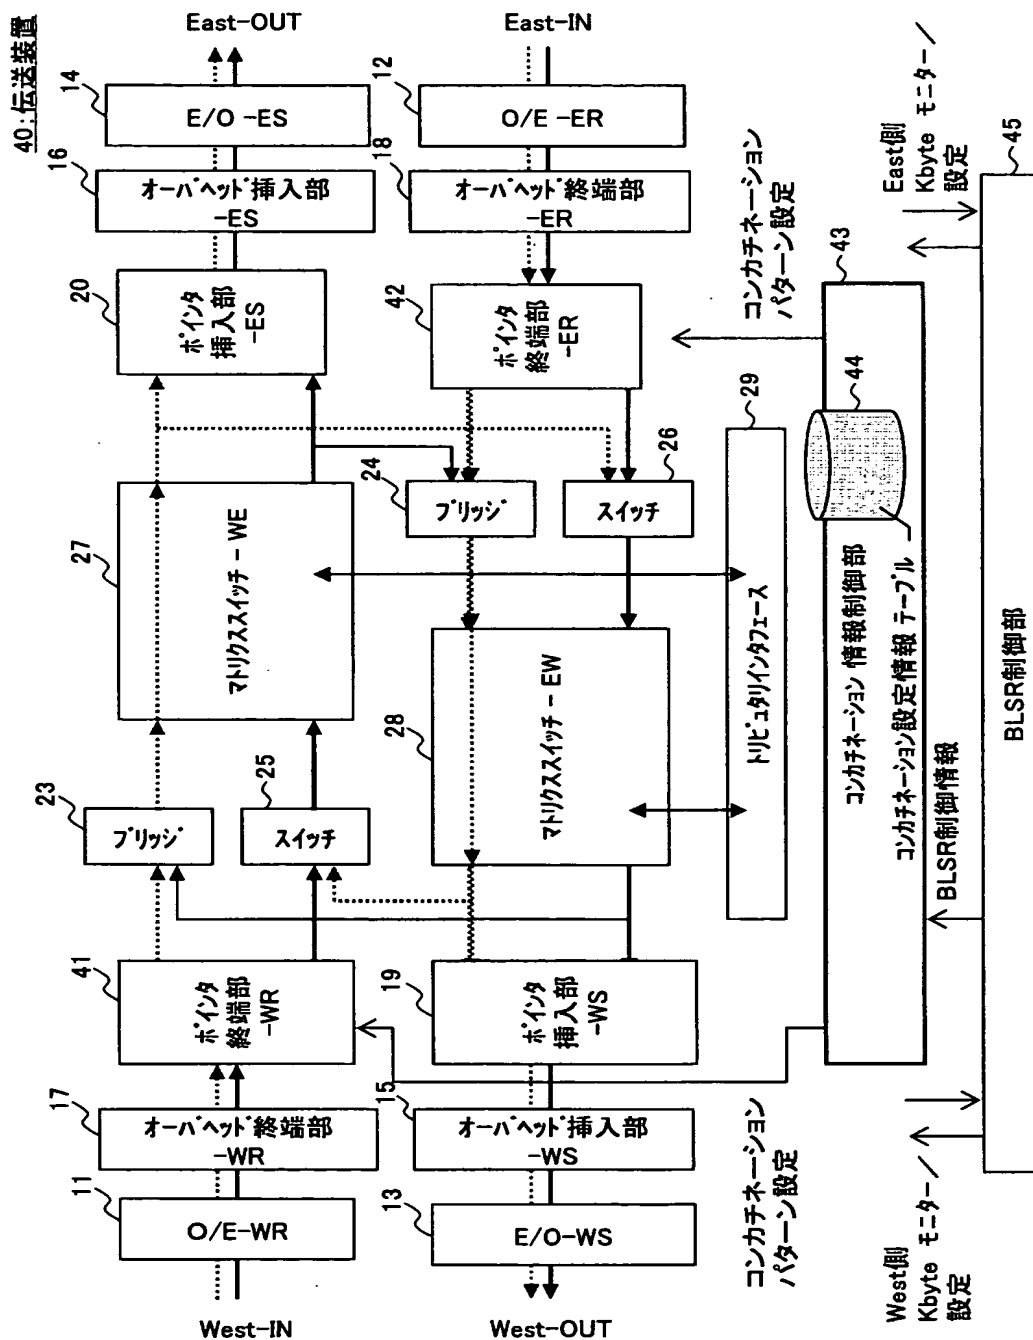 40:伝送装置
East-OUT
East-IN
14
E/O -ES
12
O/E -ER
16
オーバヘッド挿入部
-ES
18
オーバヘッド終端部
-ER
20
ポインタ
挿入部
-ES
42
ポインタ
終端部
-ER
コンカチネーション
パターン設定
East側
Kbyte モニター/
設定
45
43
44
29
24
ブリッジ
26
スイッチ
27
マトリクススイッチ-WE
28
マトリクススイッチ-EW
トリビュタリインタフェース
コンカチネーション 情報制御部
コンカチネーション設定情報 テーブル
BLSR制御部
BLSR制御情報
23
ブリッジ
25
スイッチ
41
ポインタ
終端部
-WR
19
ポインタ
挿入部
-WS
17
オーバヘッド終端部
-WR
15
オーバヘッド挿入部
-WS
11
O/E-WR
13
E/O-WS
コンカチネーション
パターン設定
West側
Kbyte モニター/
設定
West-IN
West-OUT